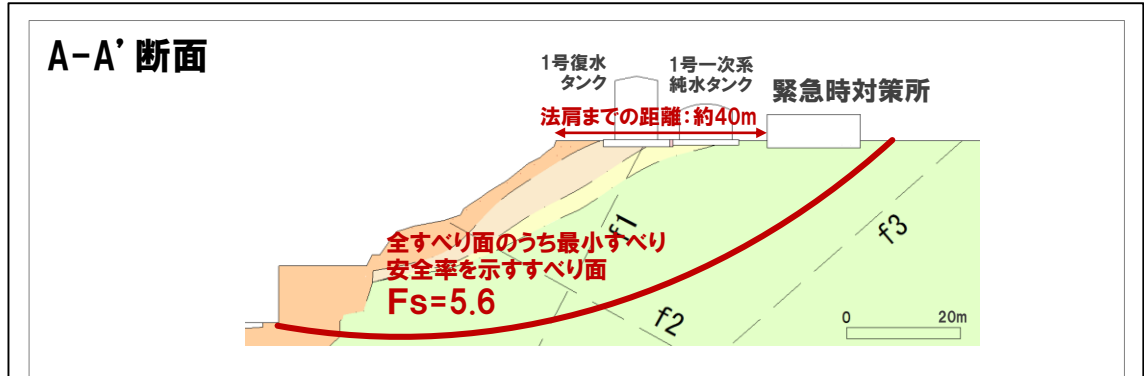 A-A’断面
1号復水
タンク
1号一次系
純水タンク
緊急時対策所
法肩までの距離：約40m
f1
f3
全すべり面のうち最小すべり
安全率を示すすべり面
Fs=5.6
f2
0 20m